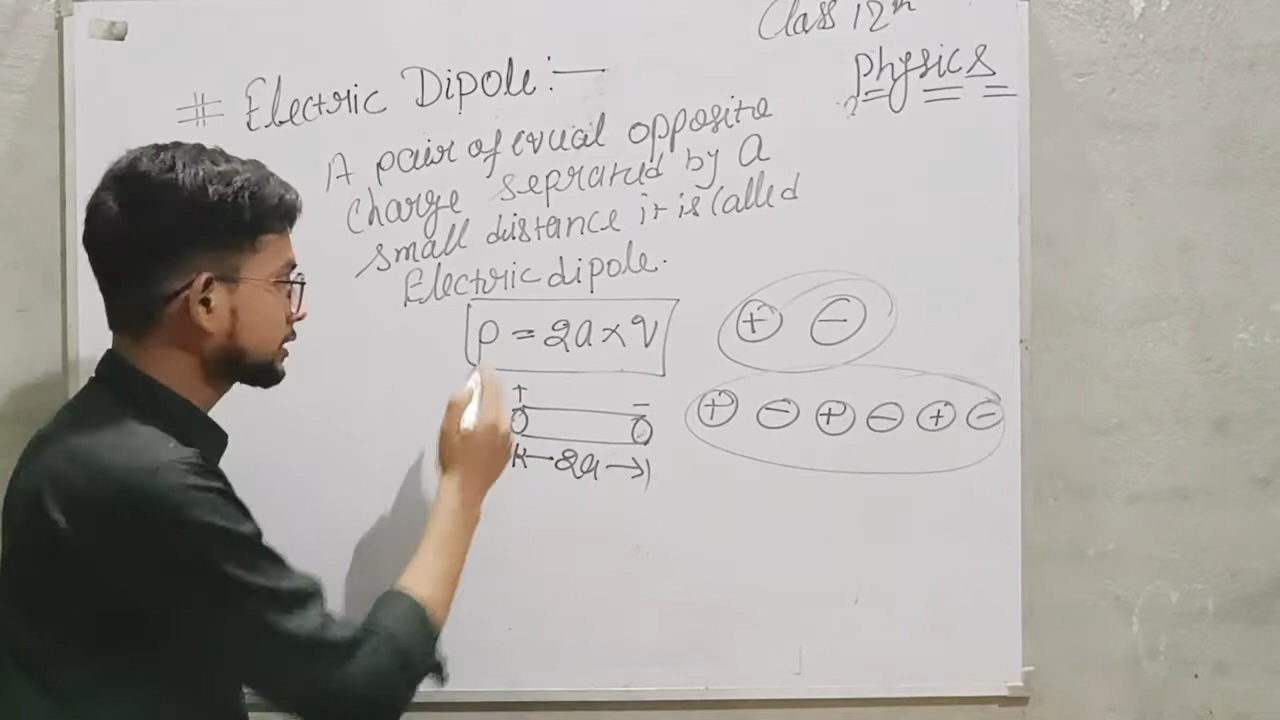 Class 12th
Physics
# Electric Dipole:—
A pair of equal opposite
charge seprated by a
small distance it is called
Electric dipole.
P = 2a × q
+ −
+ −
+ − + − + −
2a